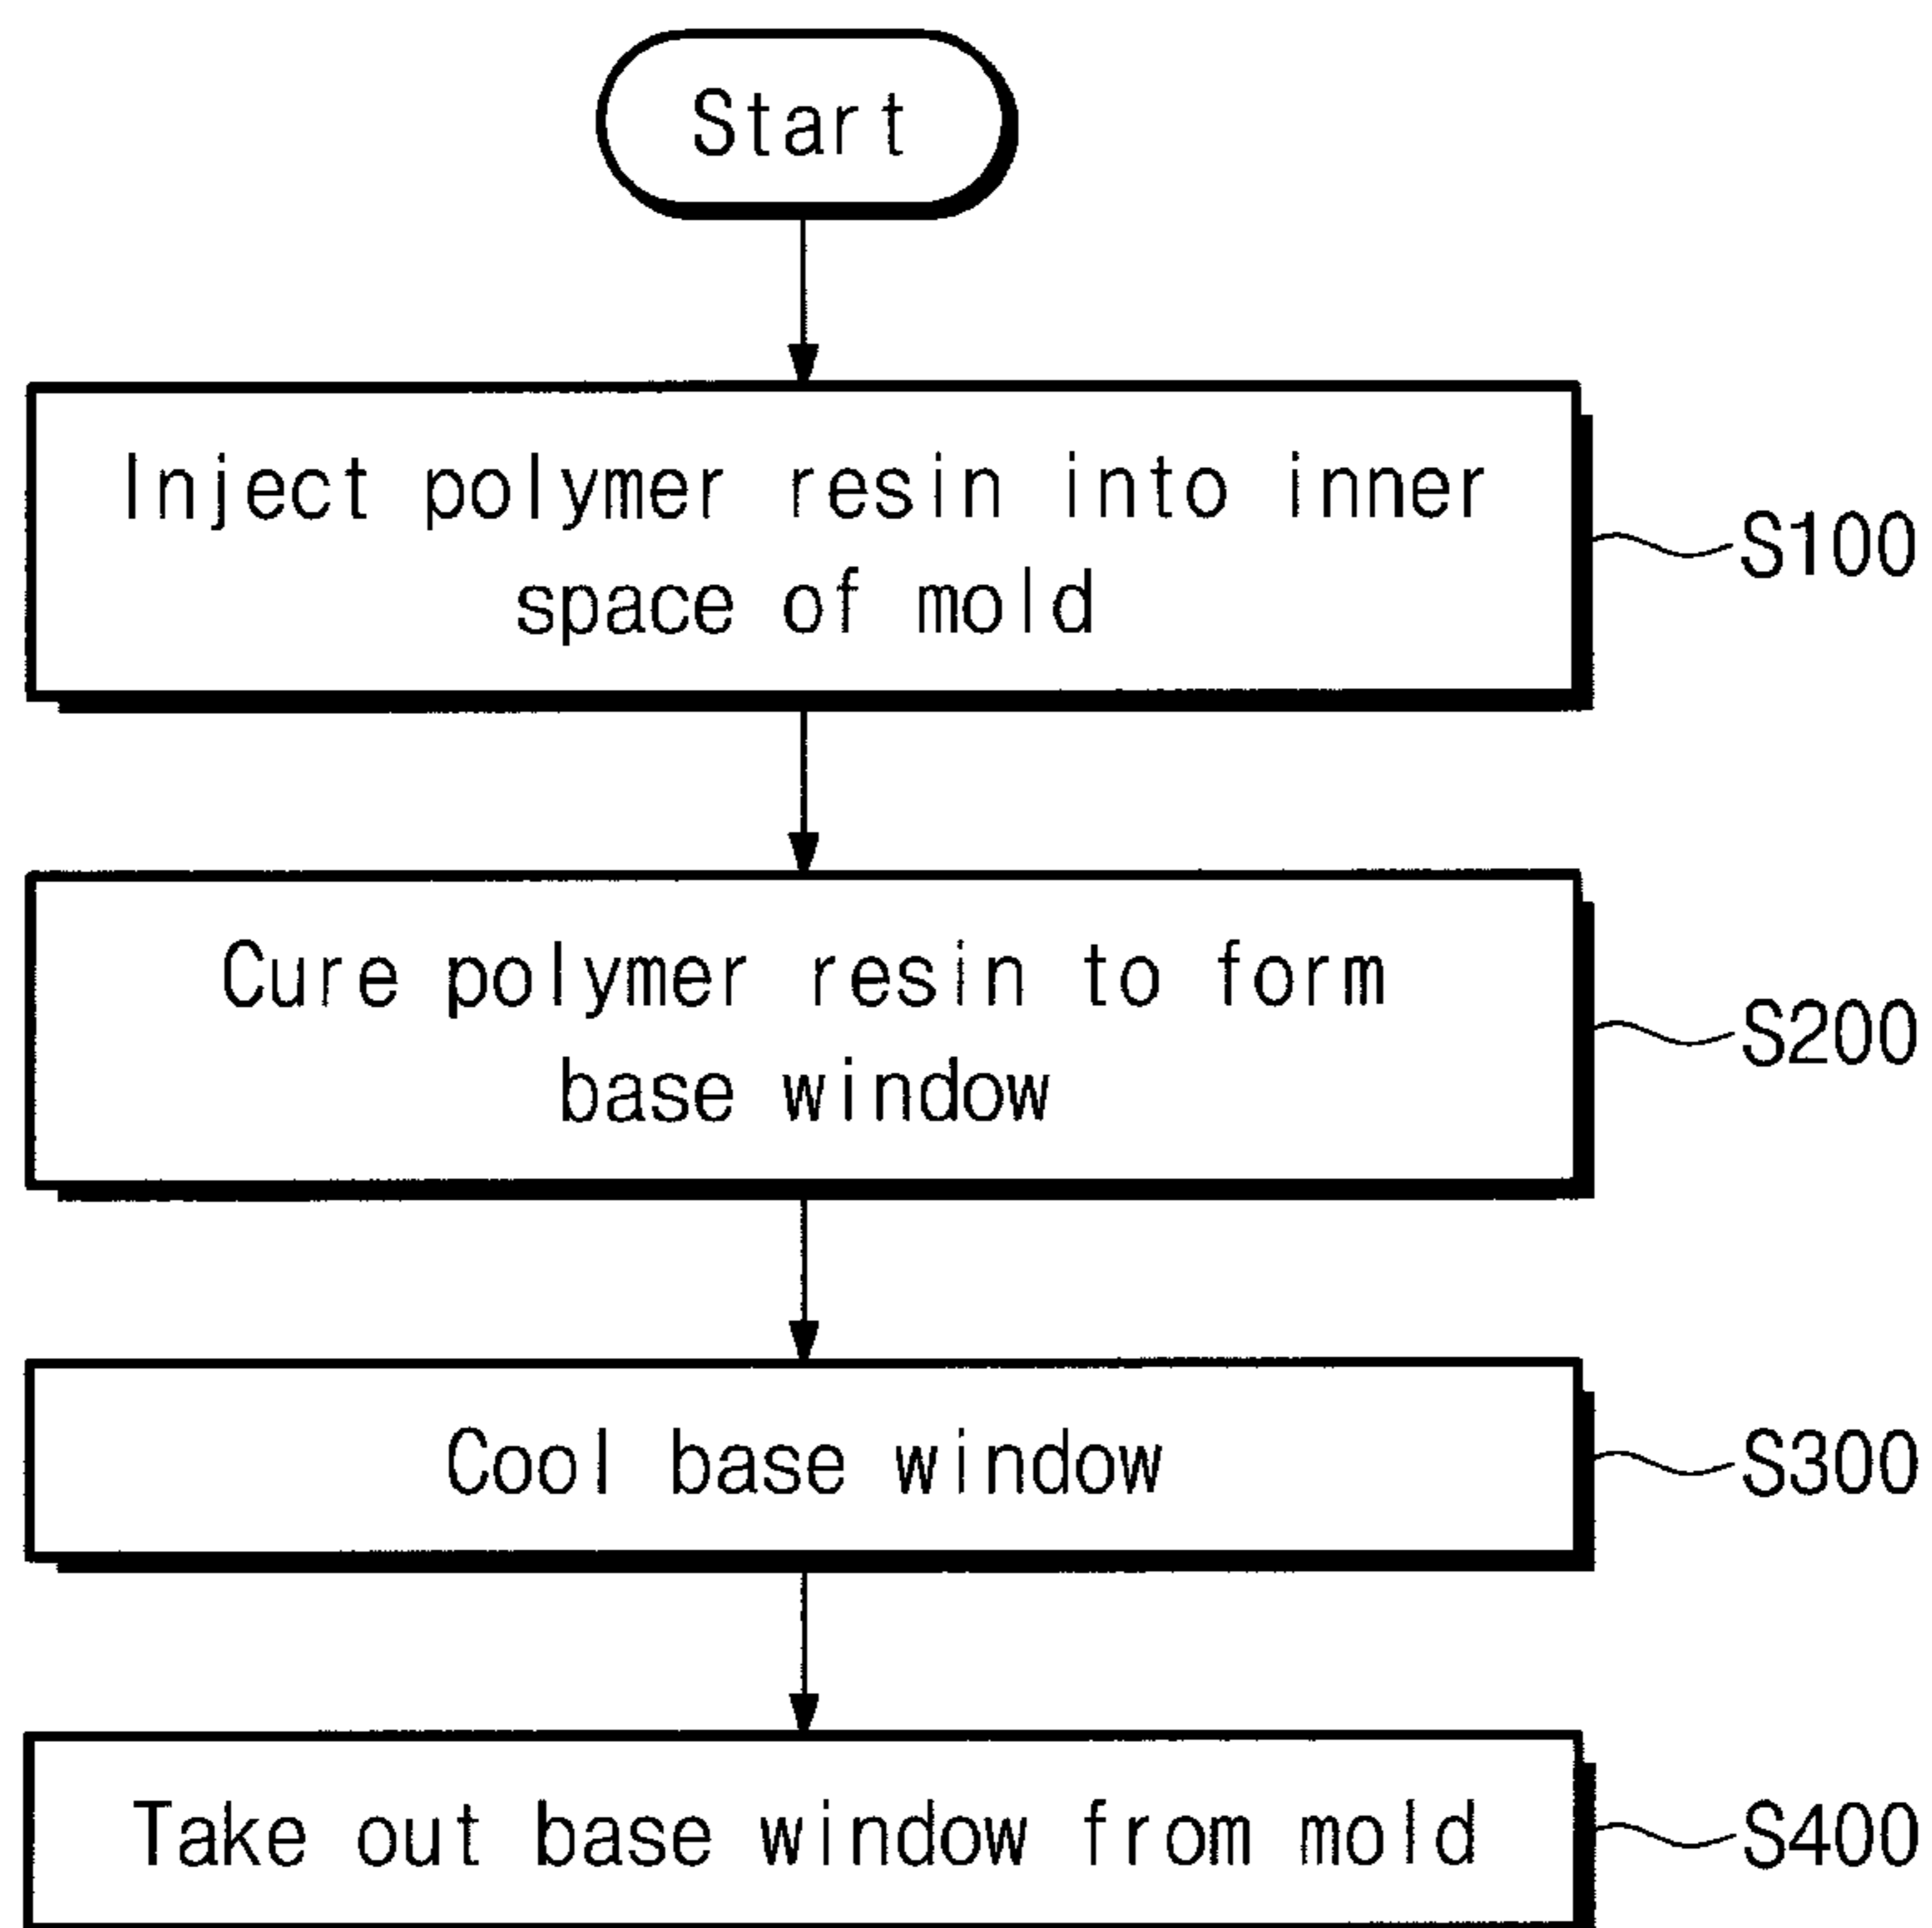 Start
Inject polymer resin into inner
space of mold
S100
Cure polymer resin to form
base window
S200
Cool base window
S300
Take out base window from mold
S400